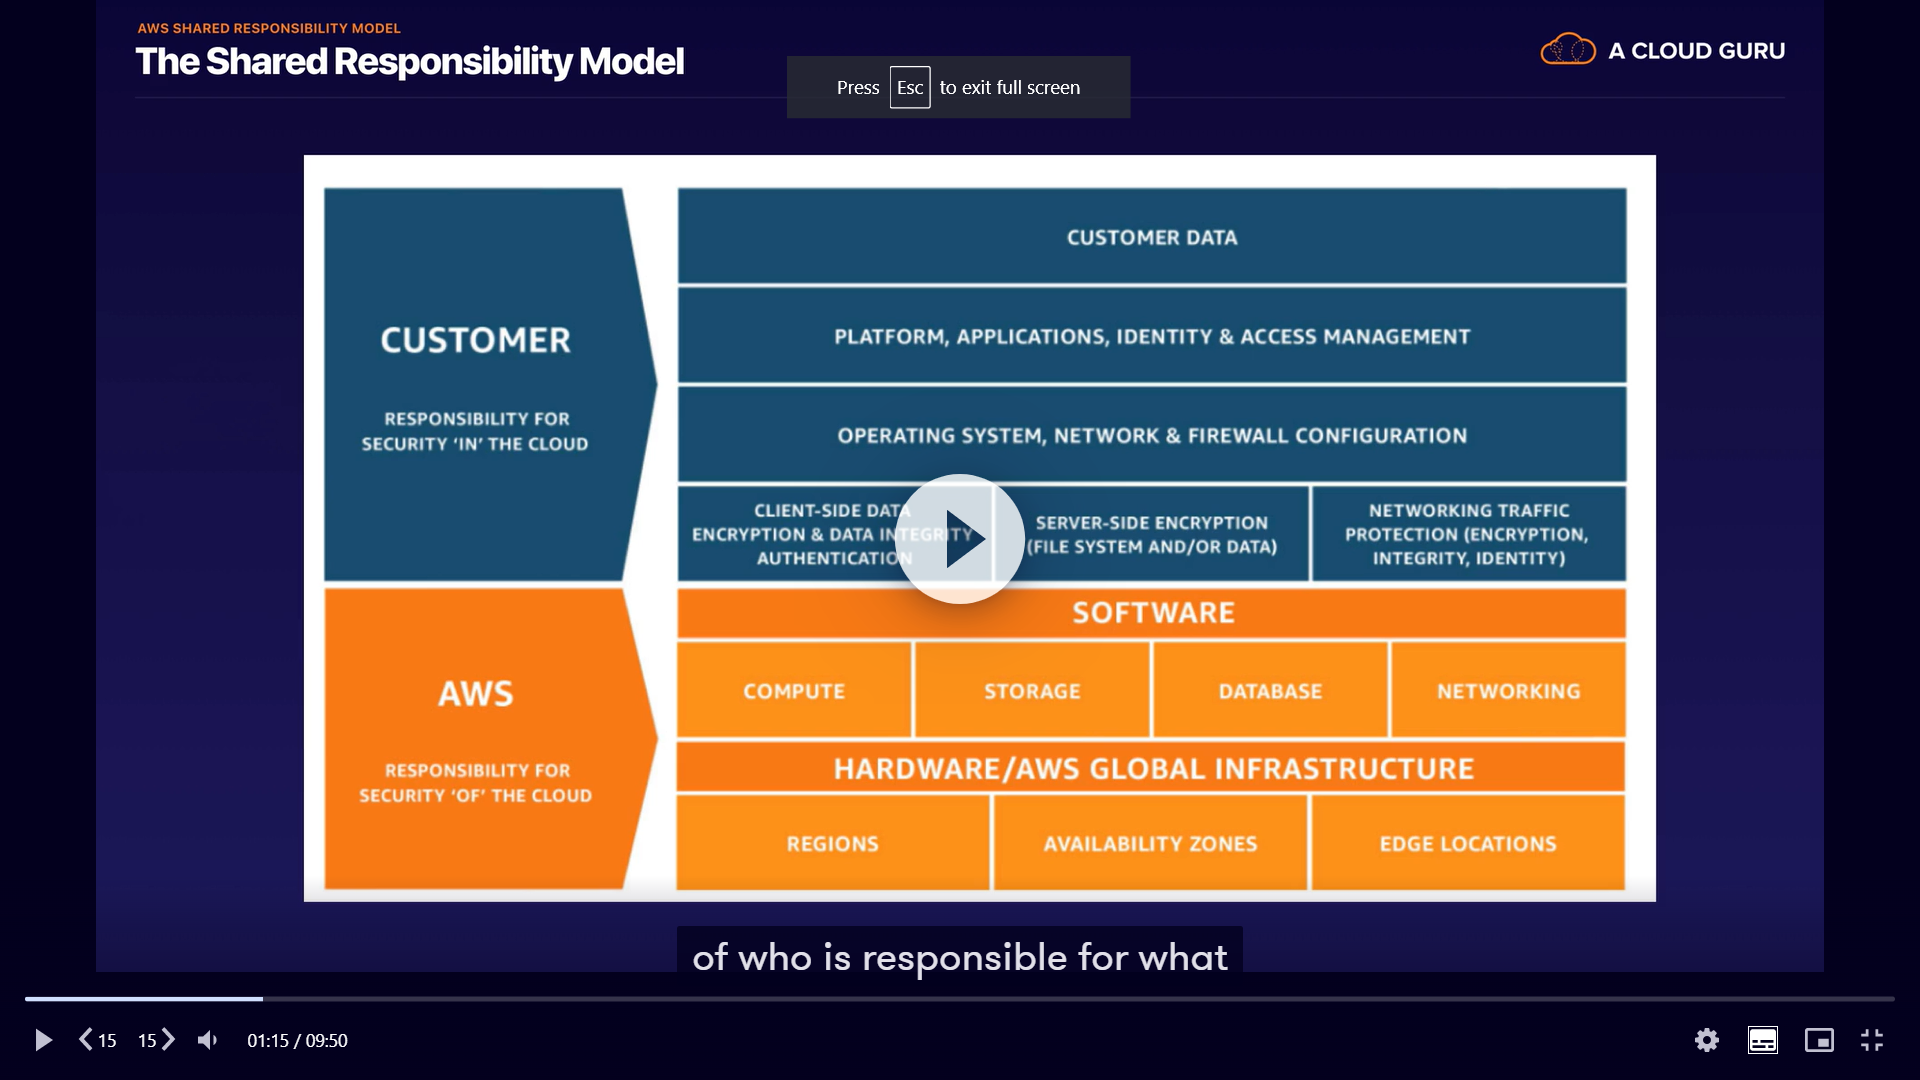 AWS SHARED RESPONSIBILITY MODEL
The Shared Responsibility Model
A CLOUD GURU
Press Esc to exit full screen
CUSTOMER
RESPONSIBILITY FOR
SECURITY ‘IN’ THE CLOUD
CUSTOMER DATA
PLATFORM, APPLICATIONS, IDENTITY & ACCESS MANAGEMENT
OPERATING SYSTEM, NETWORK & FIREWALL CONFIGURATION
CLIENT-SIDE DATA
ENCRYPTION & DATA INTEGRITY
AUTHENTICATION
SERVER-SIDE ENCRYPTION
(FILE SYSTEM AND/OR DATA)
NETWORKING TRAFFIC
PROTECTION (ENCRYPTION,
INTEGRITY, IDENTITY)
AWS
RESPONSIBILITY FOR
SECURITY ‘OF’ THE CLOUD
SOFTWARE
COMPUTE
STORAGE
DATABASE
NETWORKING
HARDWARE/AWS GLOBAL INFRASTRUCTURE
REGIONS
AVAILABILITY ZONES
EDGE LOCATIONS
of who is responsible for what
15
15
01:15 / 09:50